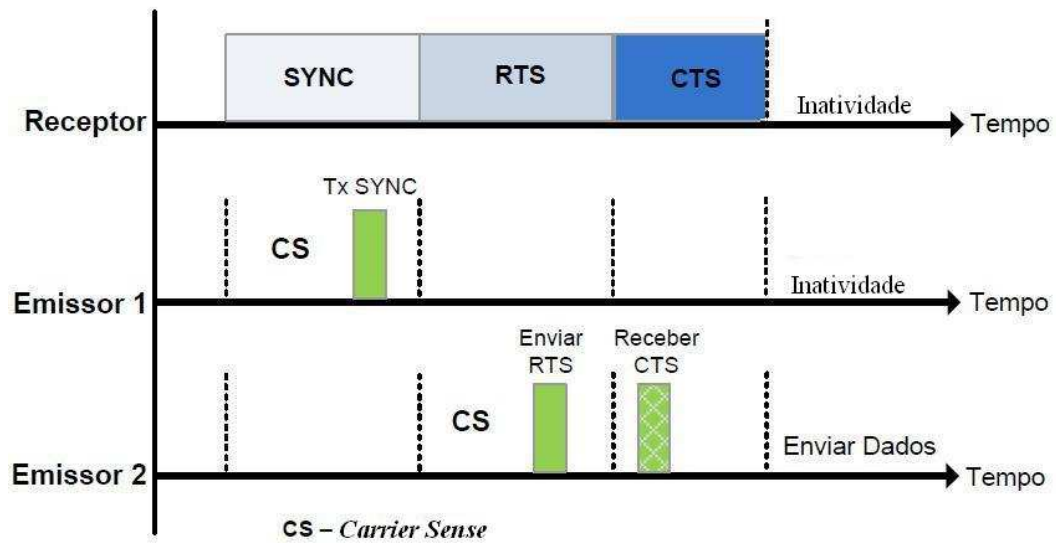 SYNC
RTS
CTS
Inatividade
Receptor
Tempo
Tx SYNC
CS
Inatividade
Emissor 1
Tempo
Enviar
RTS
Receber
CTS
CS
Enviar Dados
Emissor 2
Tempo
CS – Carrier Sense